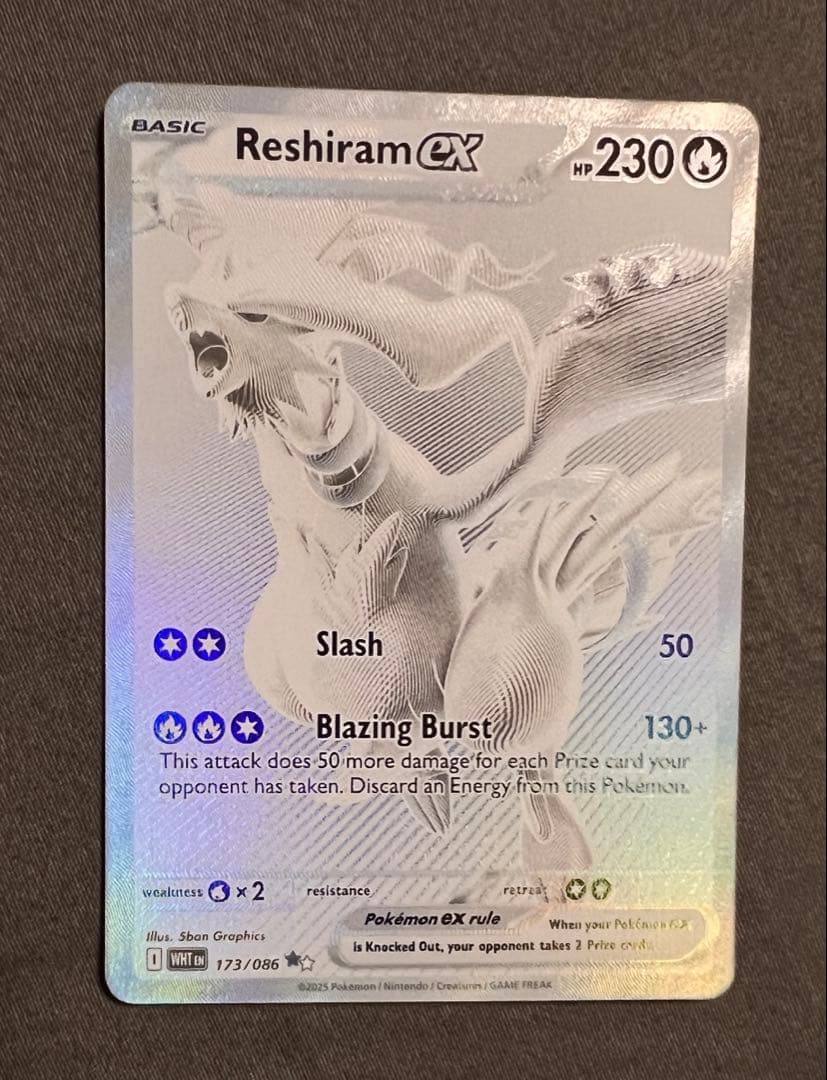 BASIC
Reshiram ex
HP 230
Slash 50
Blazing Burst 130+
This attack does 50 more damage for each Prize card your
opponent has taken. Discard an Energy from this Pokémon.
weakness × 2 resistance retreat
Pokémon ex rule When your Pokémon ex
is Knocked Out, your opponent takes 2 Prize cards.
Illus. 5ban Graphics
I WHT EN 173/086
©2025 Pokémon / Nintendo / Creatures / GAME FREAK